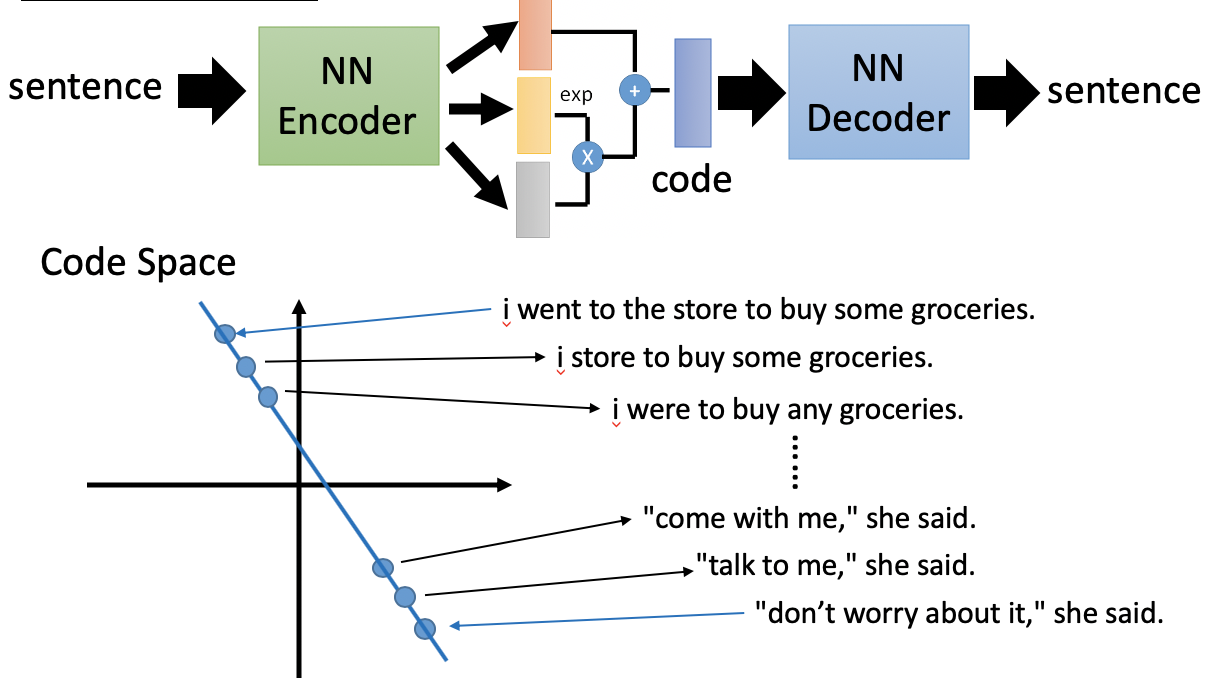 sentence
NN
Encoder
exp
+
X
code
NN
Decoder
sentence
Code Space
i went to the store to buy some groceries.
i store to buy some groceries.
i were to buy any groceries.
"come with me," she said.
"talk to me," she said.
"don’t worry about it," she said.